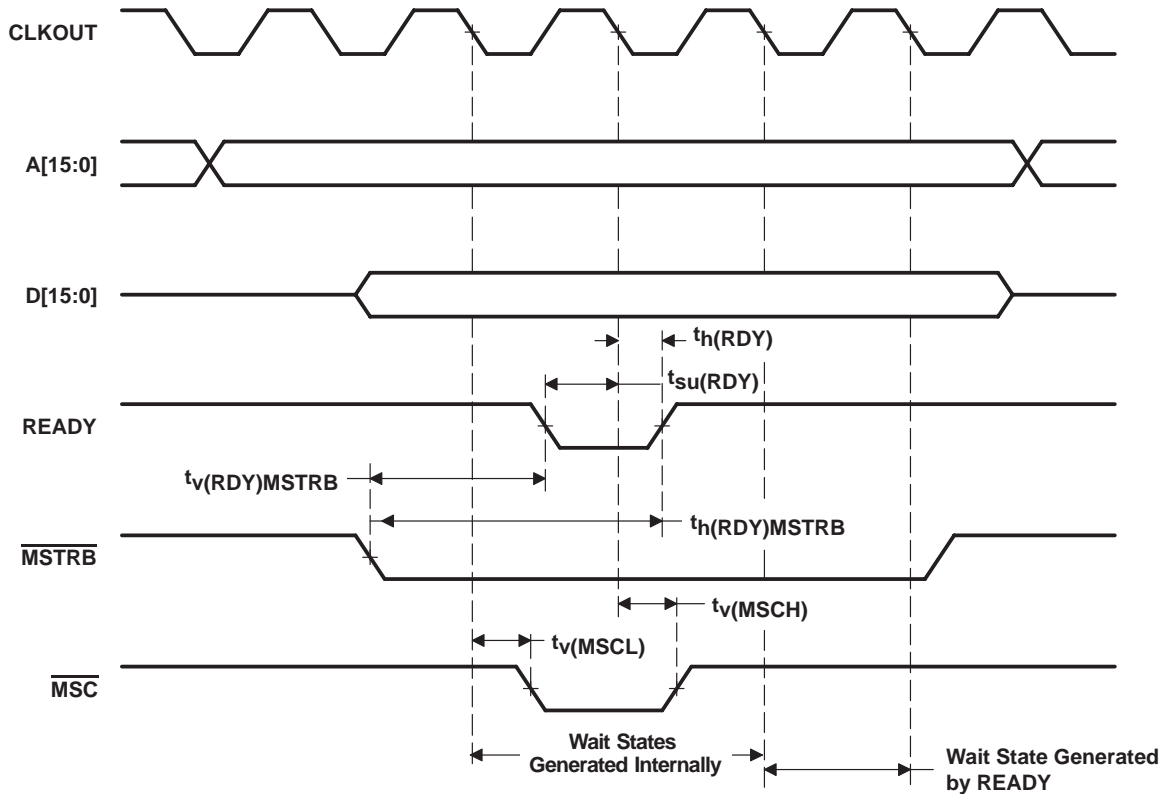 CLKOUT
A[15:0]
D[15:0]
th(RDY)
tsu(RDY)
READY
tv(RDY)MSTRB
th(RDY)MSTRB
MSTRB
tv(MSCH)
tv(MSCL)
MSC
Wait States
Generated Internally
Wait State Generated
by READY